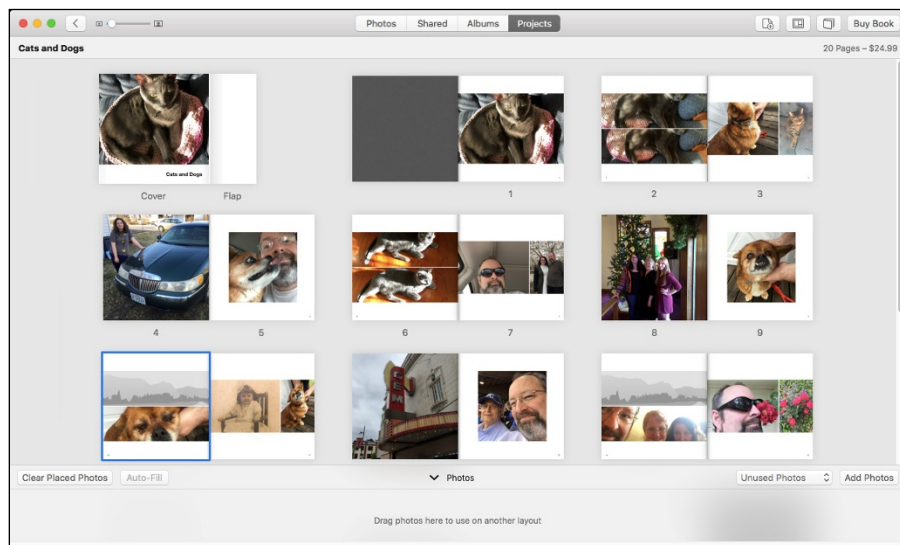 Photos Shared Albums Projects Buy Book
Cats and Dogs 20 Pages – $24.99
Cats and Dogs
Cover Flap 1 2 3
4 5 6 7 8 9
GEM
Clear Placed Photos Auto-Fill Photos Unused Photos Add Photos
Drag photos here to use on another layout